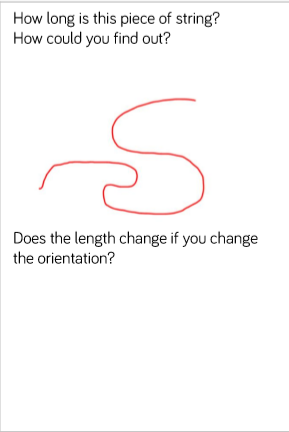 How long is this piece of string?
How could you find out?
Does the length change if you change
the orientation?